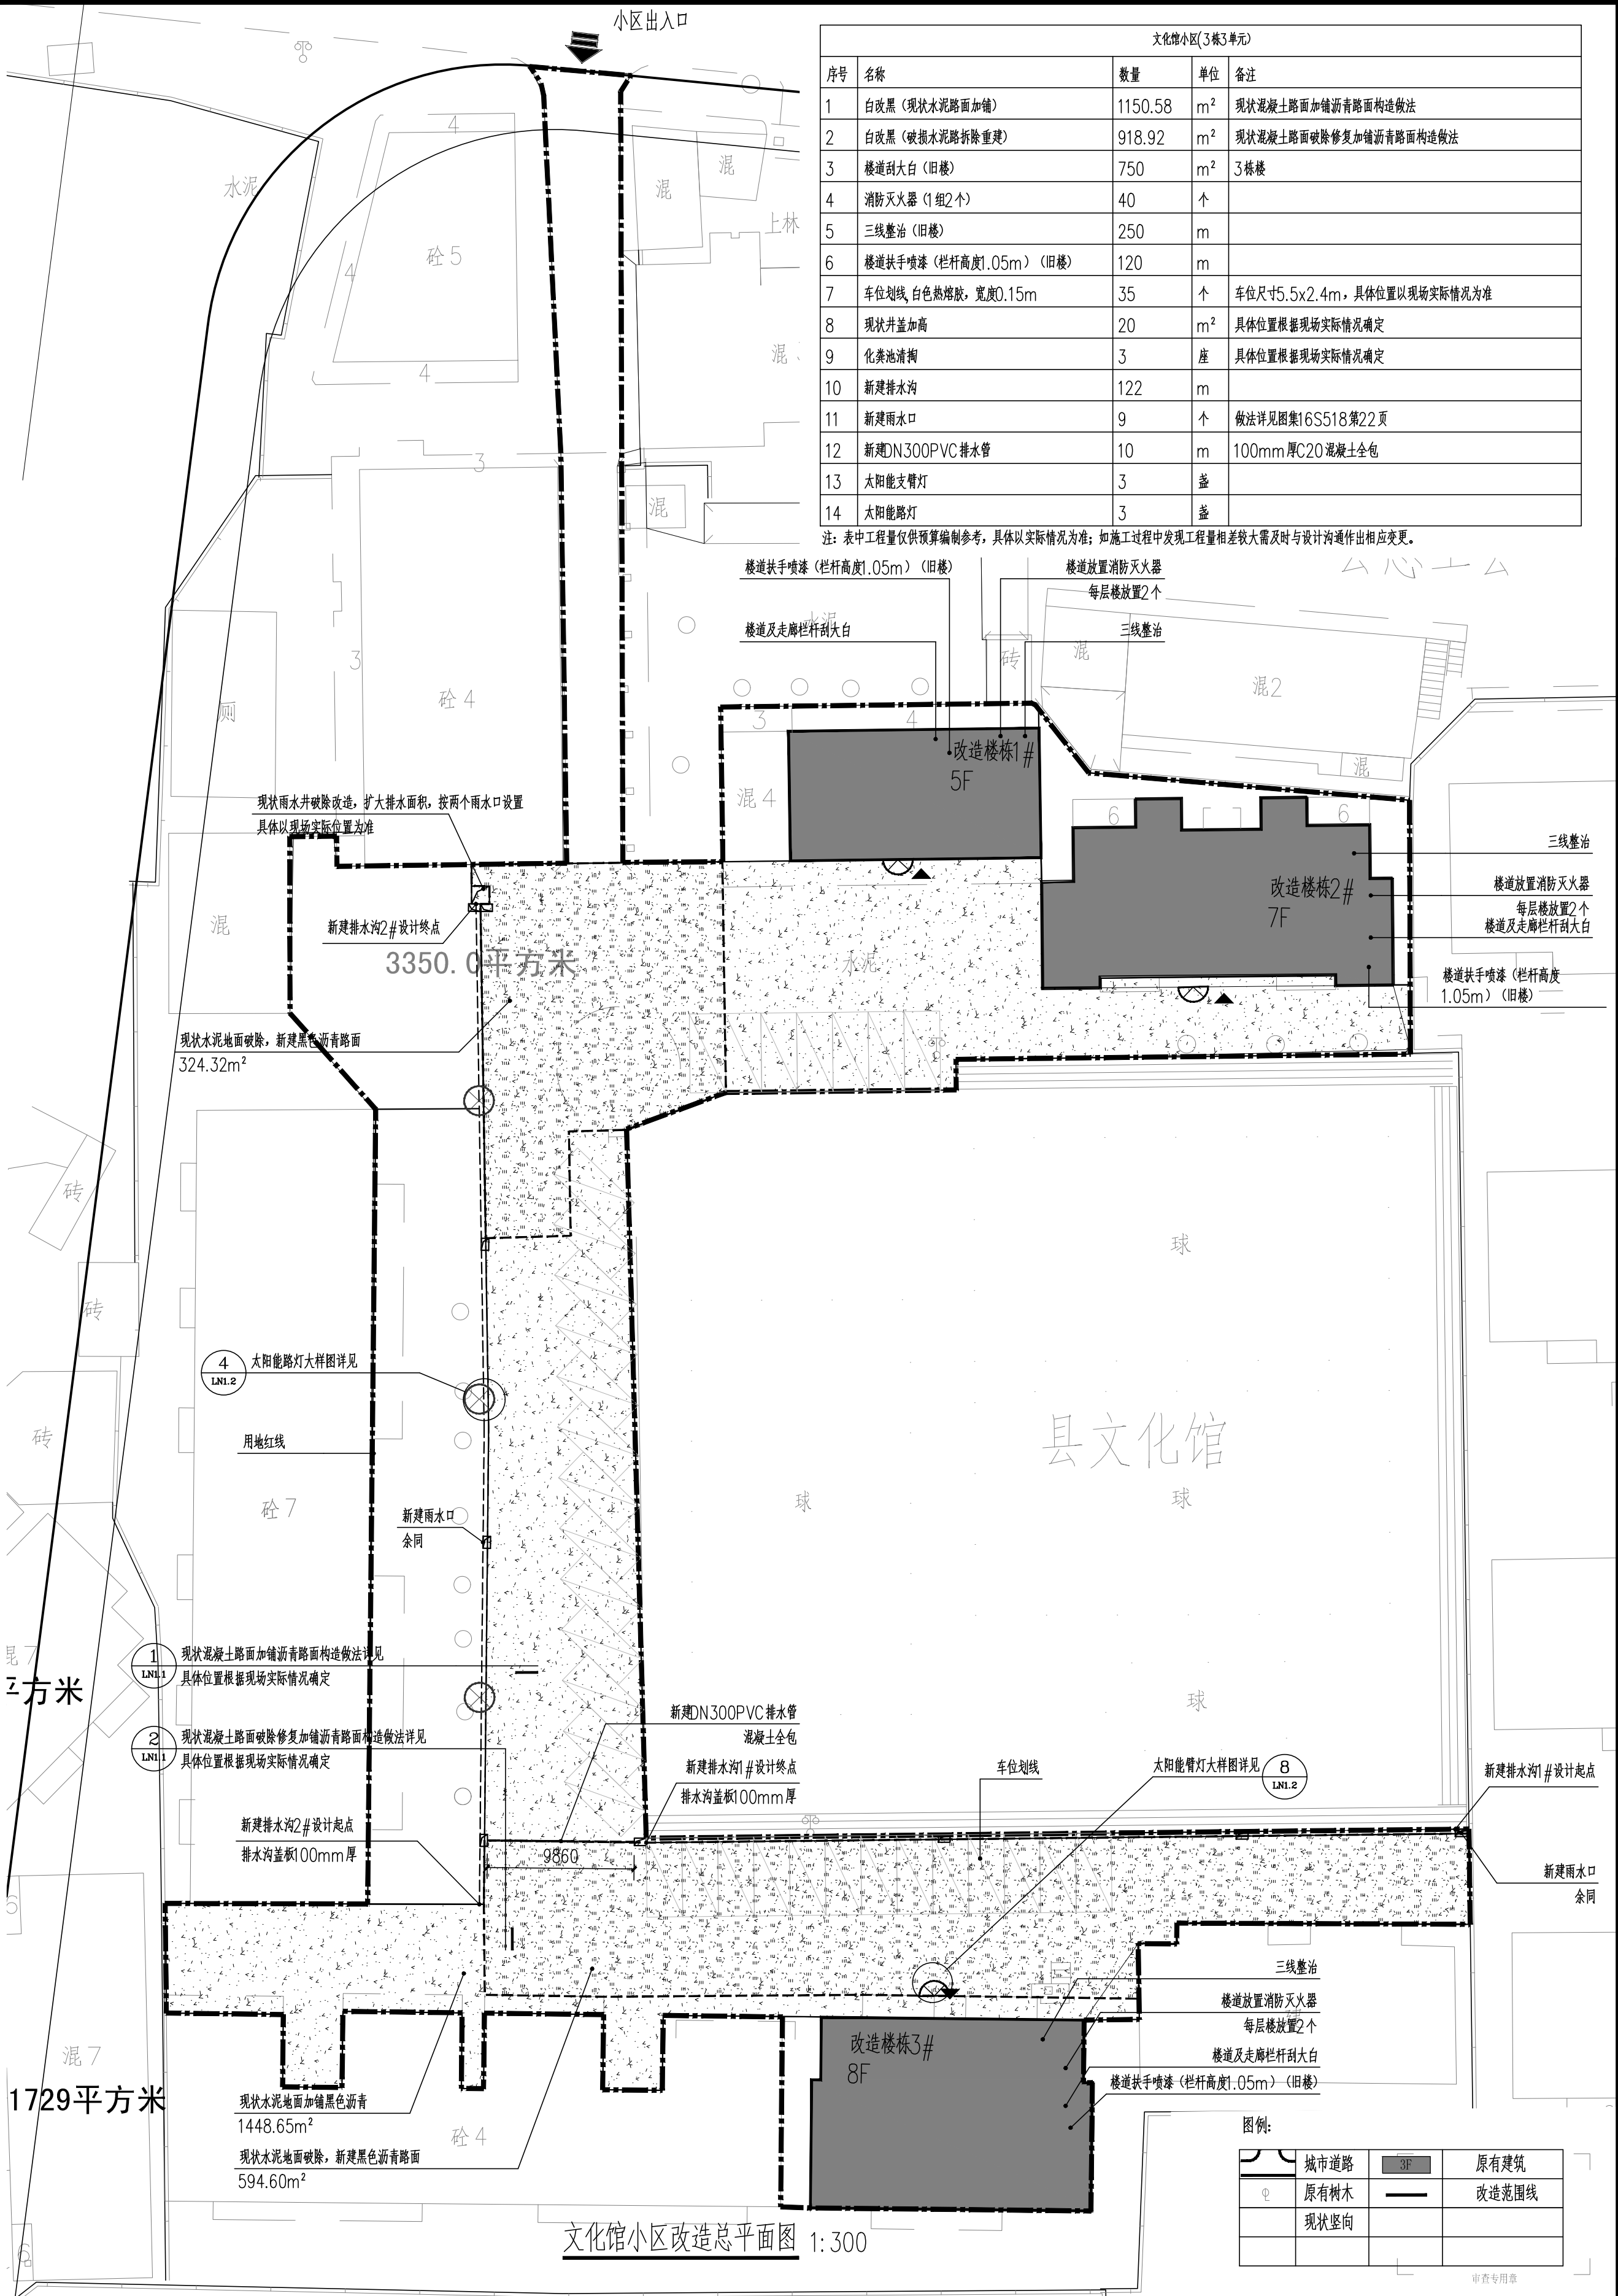 小区出入口
文化馆小区(3栋3单元)
序号 名称 数量 单位 备注
1 白改黑（现状水泥路面加铺） 1150.58 m² 现状混凝土路面加铺沥青路面构造做法
2 白改黑（破损水泥路拆除重建） 918.92 m² 现状混凝土路面破除修复加铺沥青路面构造做法
3 楼道刮大白（旧楼） 750 m² 3栋楼
4 消防灭火器（1组2个） 40 个
5 三线整治（旧楼） 250 m
6 楼道扶手喷漆（栏杆高度1.05m）（旧楼） 120 m
7 车位划线,白色热熔胶，宽度0.15m 35 个 车位尺寸5.5x2.4m，具体位置以现场实际情况为准
8 现状井盖加高 20 m² 具体位置根据现场实际情况确定
9 化粪池清掏 3 座 具体位置根据现场实际情况确定
10 新建排水沟 122 m
11 新建雨水口 9 个 做法详见图集16S518第22页
12 新建DN300PVC排水管 10 m 100mm厚C20混凝土全包
13 太阳能支臂灯 3 盏
14 太阳能路灯 3 盏
注：表中工程量仅供预算编制参考，具体以实际情况为准；如施工过程中发现工程量相差较大需及时与设计沟通作出相应变更。
水泥
4
砼5
4
4
混
混
上林
混
3
混
楼道扶手喷漆（栏杆高度1.05m）（旧楼）
楼道放置消防灭火器
每层楼放置2个
水泥
楼道及走廊栏杆刮大白
三线整治
砖
混
混2
混
3
厕
砼4
3
4
改造楼栋1#
5F
混4
6
6
现状雨水井破除改造，扩大排水面积，按两个雨水口设置
具体以现场实际位置为准
三线整治
改造楼栋2#
7F
楼道放置消防灭火器
每层楼放置2个
楼道及走廊栏杆刮大白
混
新建排水沟2#设计终点
3350.0平方米
水泥
楼道扶手喷漆（栏杆高度
1.05m）（旧楼）
现状水泥地面破除，新建黑色沥青路面
324.32m²
砖
球
砖
4
LN1.2
太阳能路灯大样图详见
砖
用地红线
县文化馆
砼7
球
球
新建雨水口
余同
混7
1
LN1.1
现状混凝土路面加铺沥青路面构造做法详见
具体位置根据现场实际情况确定
平方米
球
新建DN300PVC排水管
混凝土全包
2
LN1.1
现状混凝土路面破除修复加铺沥青路面构造做法详见
具体位置根据现场实际情况确定
新建排水沟1#设计终点
排水沟盖板100mm厚
车位划线
太阳能臂灯大样图详见
8
LN1.2
新建排水沟1#设计起点
新建排水沟2#设计起点
排水沟盖板100mm厚
9860
新建雨水口
余同
三线整治
楼道放置消防灭火器
每层楼放置2个
改造楼栋3#
8F
楼道及走廊栏杆刮大白
楼道扶手喷漆（栏杆高度1.05m）（旧楼）
混7
1729平方米
现状水泥地面加铺黑色沥青
1448.65m²
砼4
现状水泥地面破除，新建黑色沥青路面
594.60m²
图例：
城市道路 3F 原有建筑
原有树木 改造范围线
现状竖向
文化馆小区改造总平面图 1:300
审查专用章